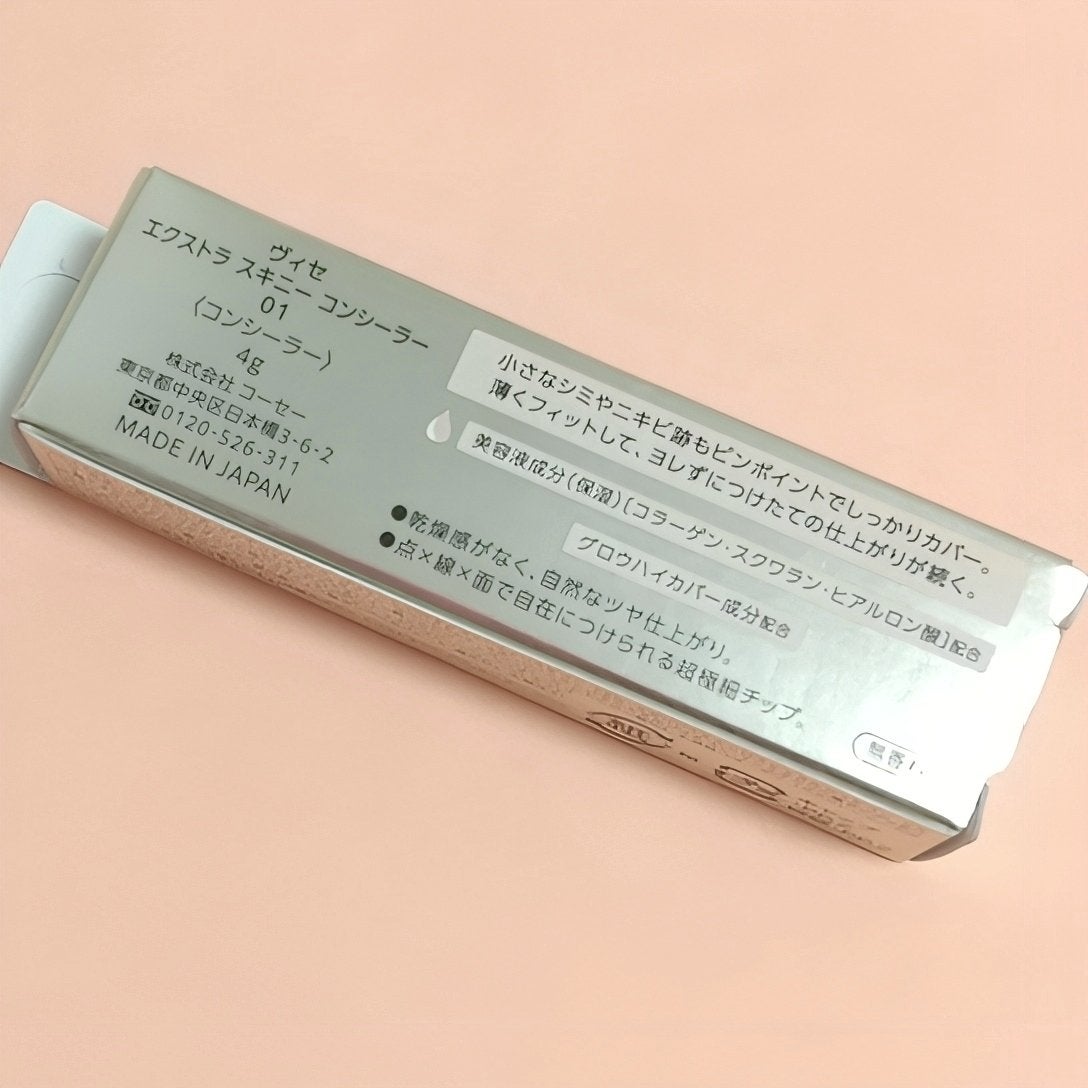 ヴィセ
エクストラ スキニー コンシーラー
01
〈コンシーラー〉
4g
株式会社 コーセー
東京都中央区日本橋3-6-2
0120-526-311
MADE IN JAPAN
小さなシミやニキビ跡もピンポイントでしっかりカバー。
薄くフィットして、ヨレずにつけたての仕上がりが続く。
美容液成分(保湿)[コラーゲン・スクワラン・ヒアルロン酸]配合
グロウハイカバー成分配合
●乾燥感がなく、自然なツヤ仕上がり。
●点×線×面で自在につけられる超極細チップ。